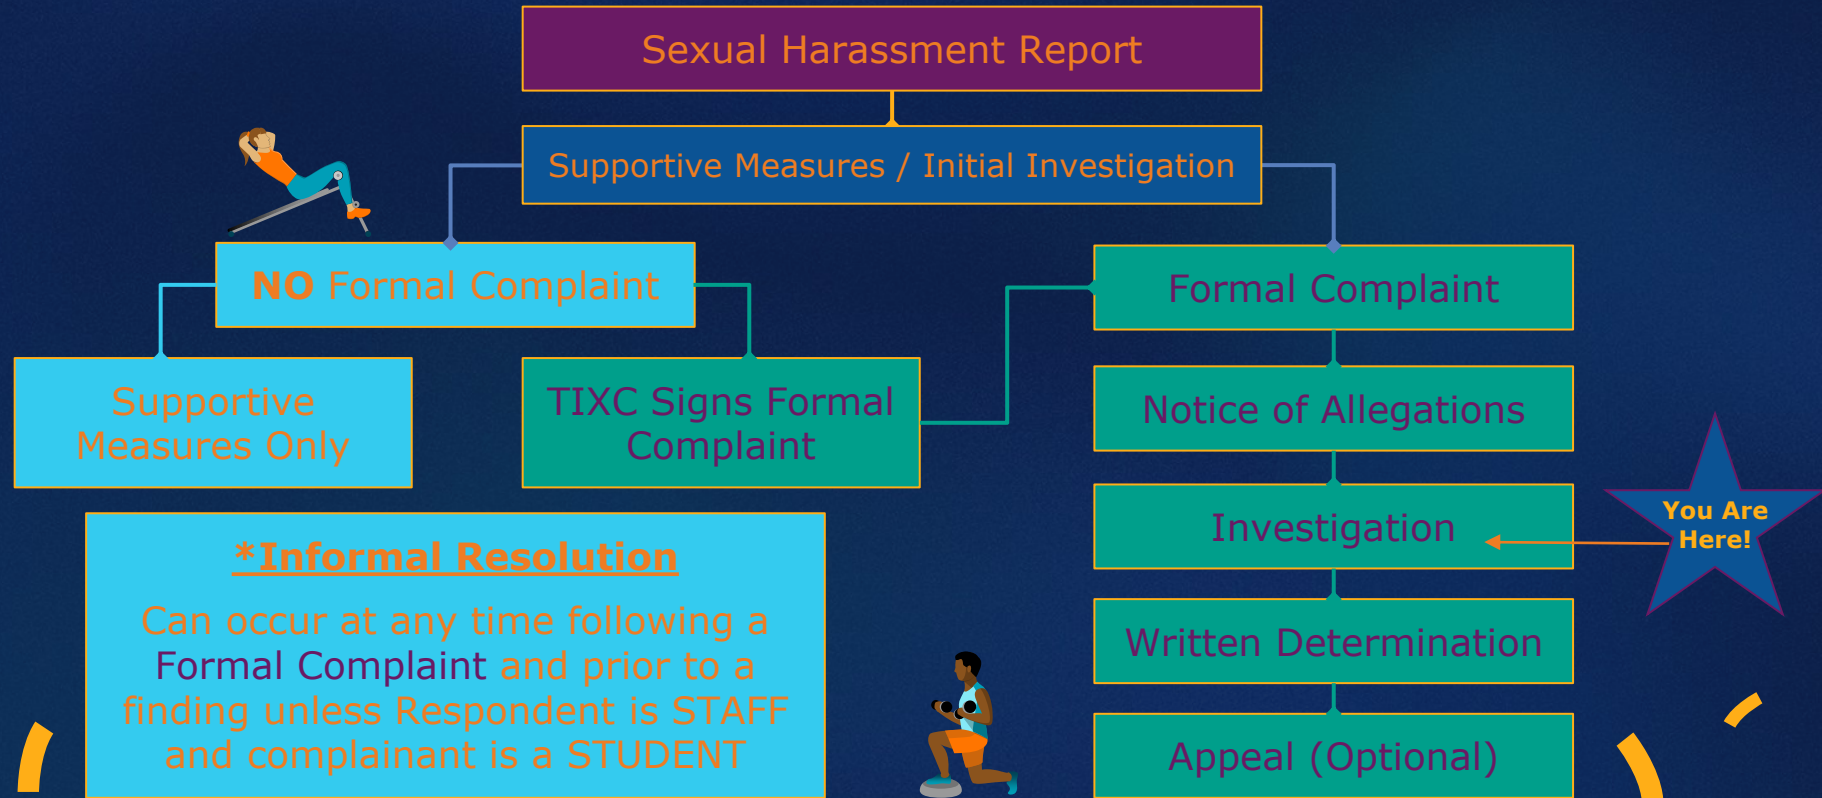 Sexual Harassment Report
Supportive Measures / Initial Investigation
NO Formal Complaint
Formal Complaint
Supportive
Measures Only
TIXC Signs Formal
Complaint
Notice of Allegations
Investigation
You Are
Here!
*Informal Resolution
Can occur at any time following a
Formal Complaint and prior to a
finding unless Respondent is STAFF
and complainant is a STUDENT
Written Determination
Appeal (Optional)